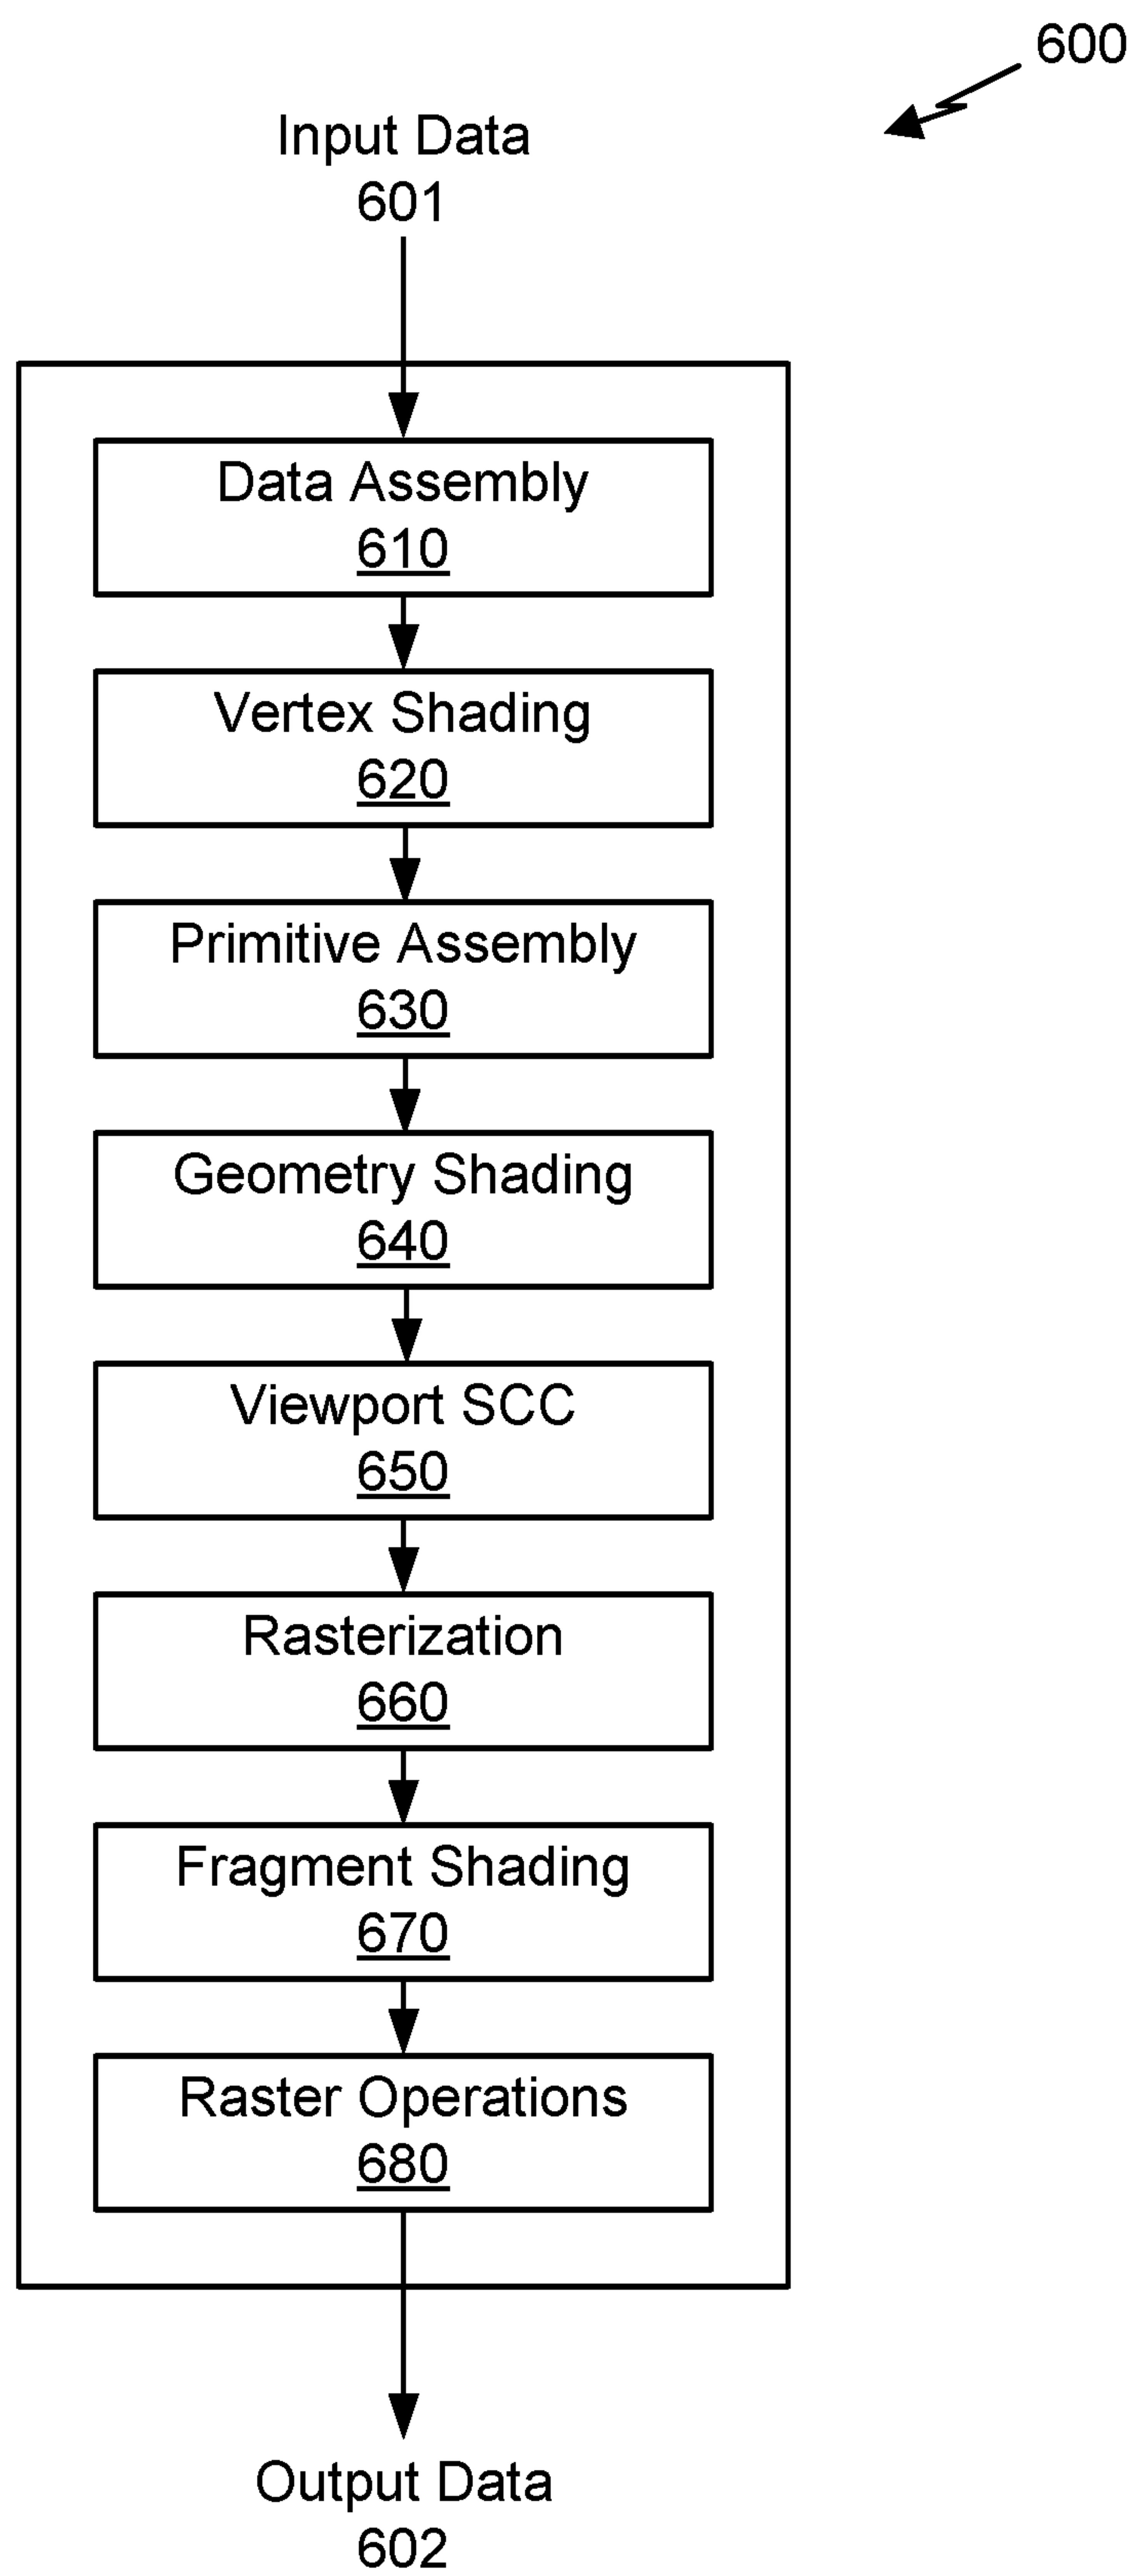 600
Input Data
601
Data Assembly
610
Vertex Shading
620
Primitive Assembly
630
Geometry Shading
640
Viewport SCC
650
Rasterization
660
Fragment Shading
670
Raster Operations
680
Output Data
602